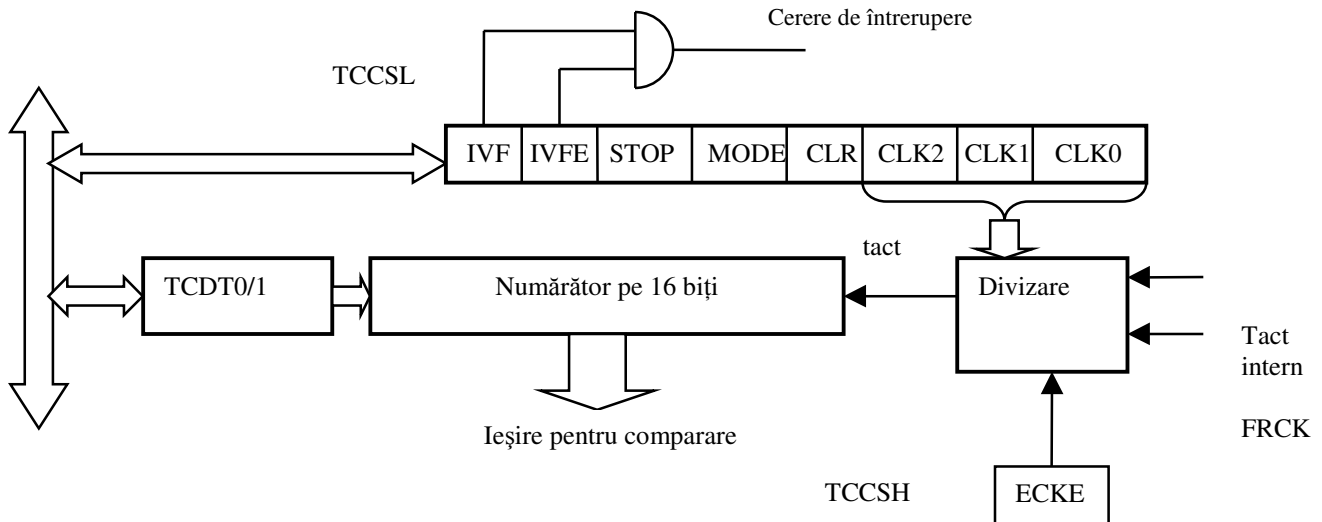 Cerere de întrerupere
TCCSL
IVF IVFE STOP MODE CLR CLK2 CLK1 CLK0
tact
TCDT0/1
Numărător pe 16 biți
Divizare
Tact
intern
FRCK
Ieşire pentru comparare
TCCSH
ECKE